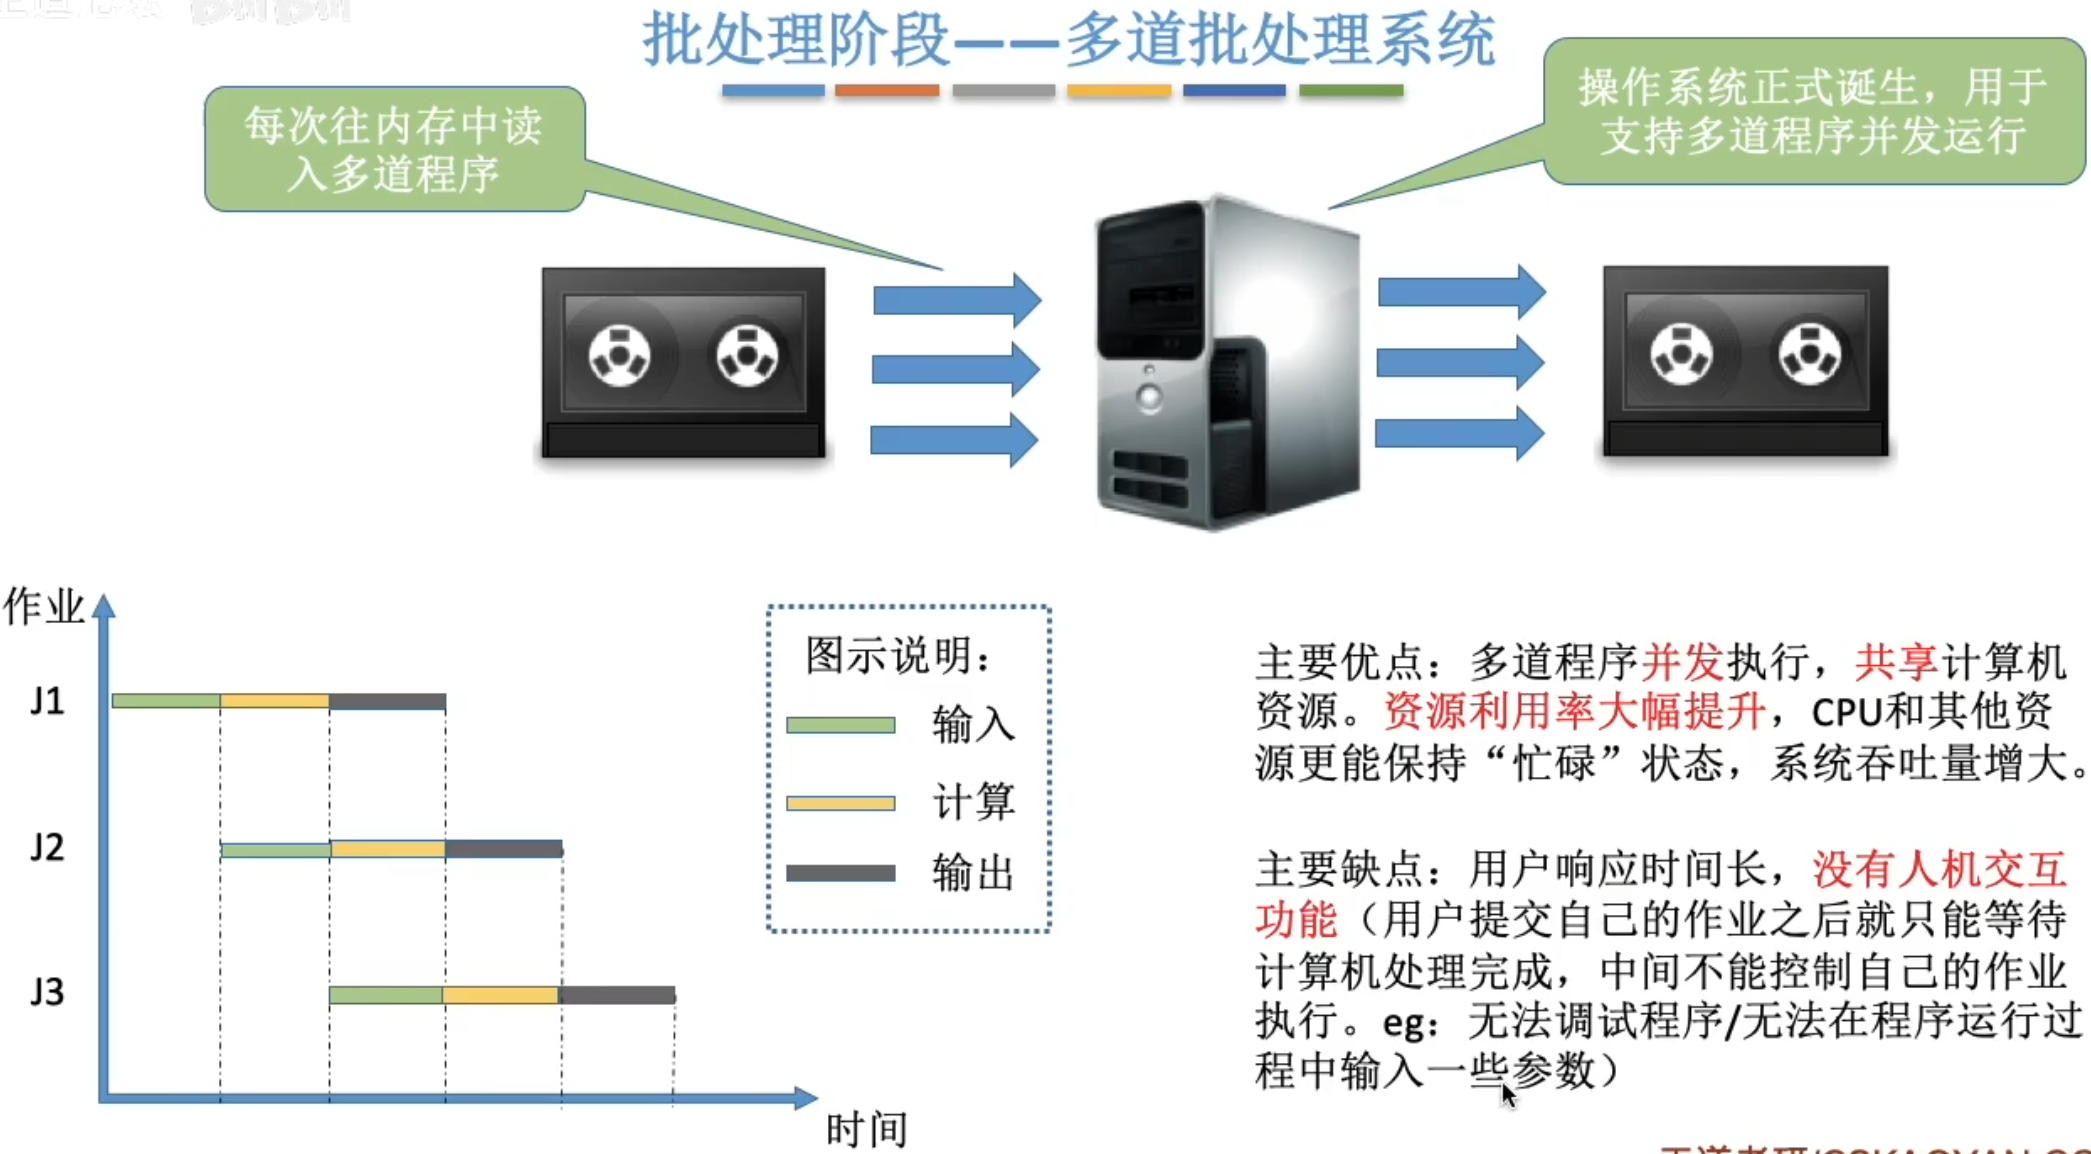 批处理阶段——多道批处理系统
每次往内存中读
入多道程序
操作系统正式诞生，用于
支持多道程序并发运行
作业
J1
J2
J3
时间
图示说明：
输入
计算
输出
主要优点：多道程序并发执行，共享计算机
资源。资源利用率大幅提升，CPU和其他资
源更能保持“忙碌”状态，系统吞吐量增大。
主要缺点：用户响应时间长，没有人机交互
功能（用户提交自己的作业之后就只能等待
计算机处理完成，中间不能控制自己的作业
执行。eg：无法调试程序/无法在程序运行过
程中输入一些参数）